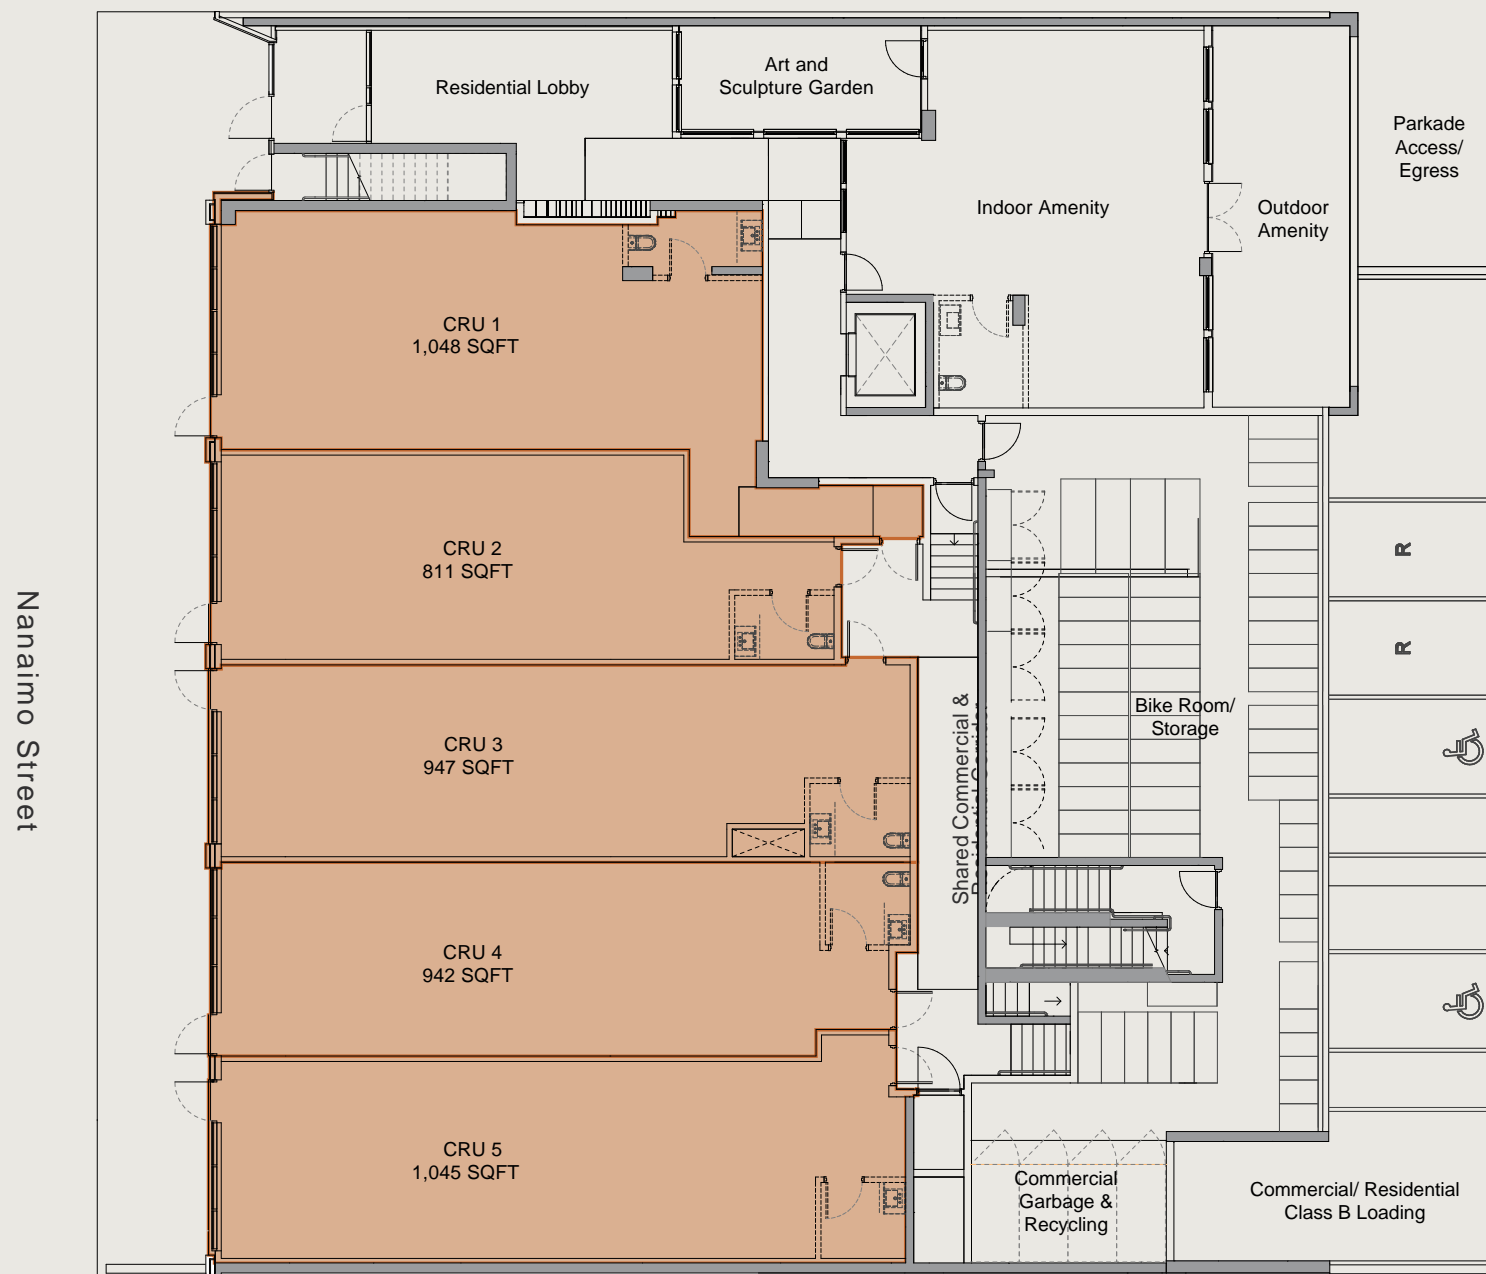 Residential Lobby
Art and
Sculpture Garden
Parkade
Access/
Egress
Indoor Amenity
Outdoor
Amenity
CRU 1
1,048 SQFT
CRU 2
811 SQFT
R
R
Nanaimo Street
CRU 3
947 SQFT
Shared Commercial &
Residential Corridor
Bike Room/
Storage
CRU 4
942 SQFT
CRU 5
1,045 SQFT
Commercial
Garbage &
Recycling
Commercial/ Residential
Class B Loading